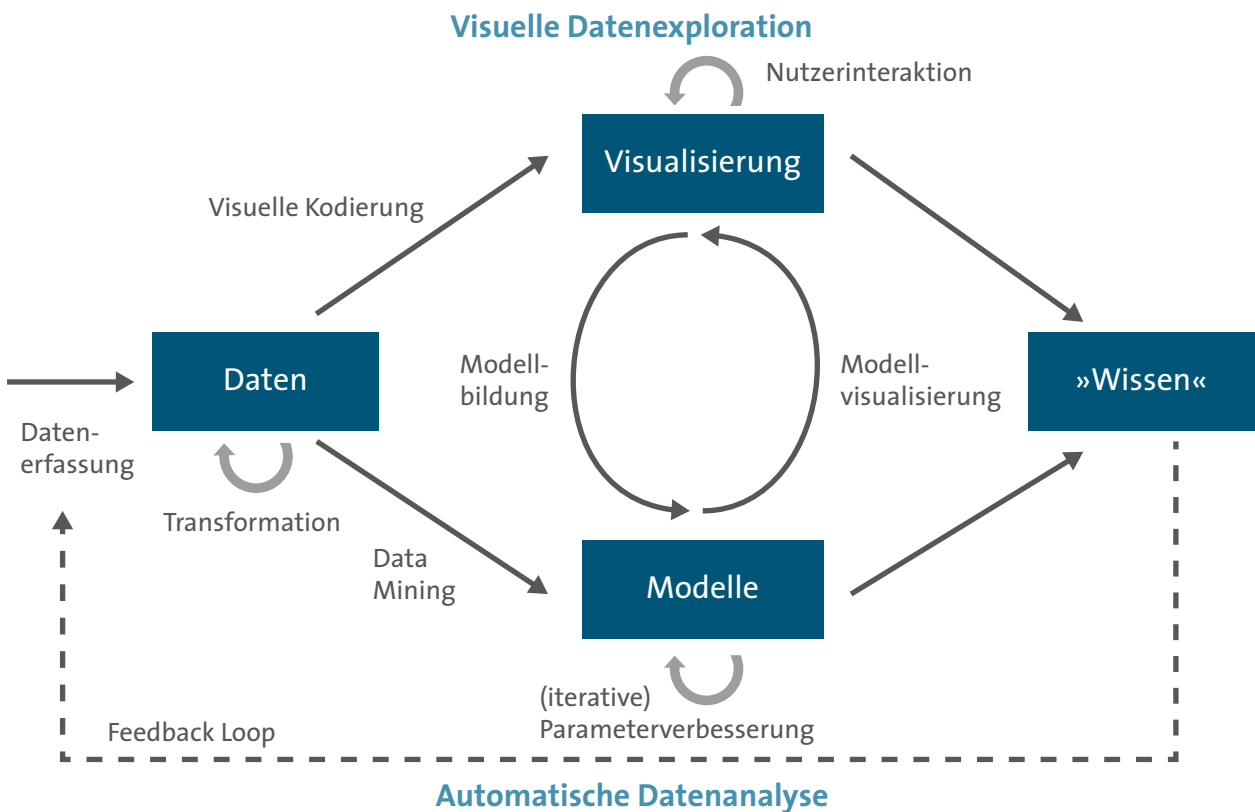 Visuelle Datenexploration
Nutzerinteraktion
Visualisierung
Visuelle Kodierung
Daten
Modell-
bildung
Modell-
visualisierung
»Wissen«
Daten-
erfassung
Transformation
Data
Mining
Modelle
(iterative)
Parameterverbesserung
Feedback Loop
Automatische Datenanalyse